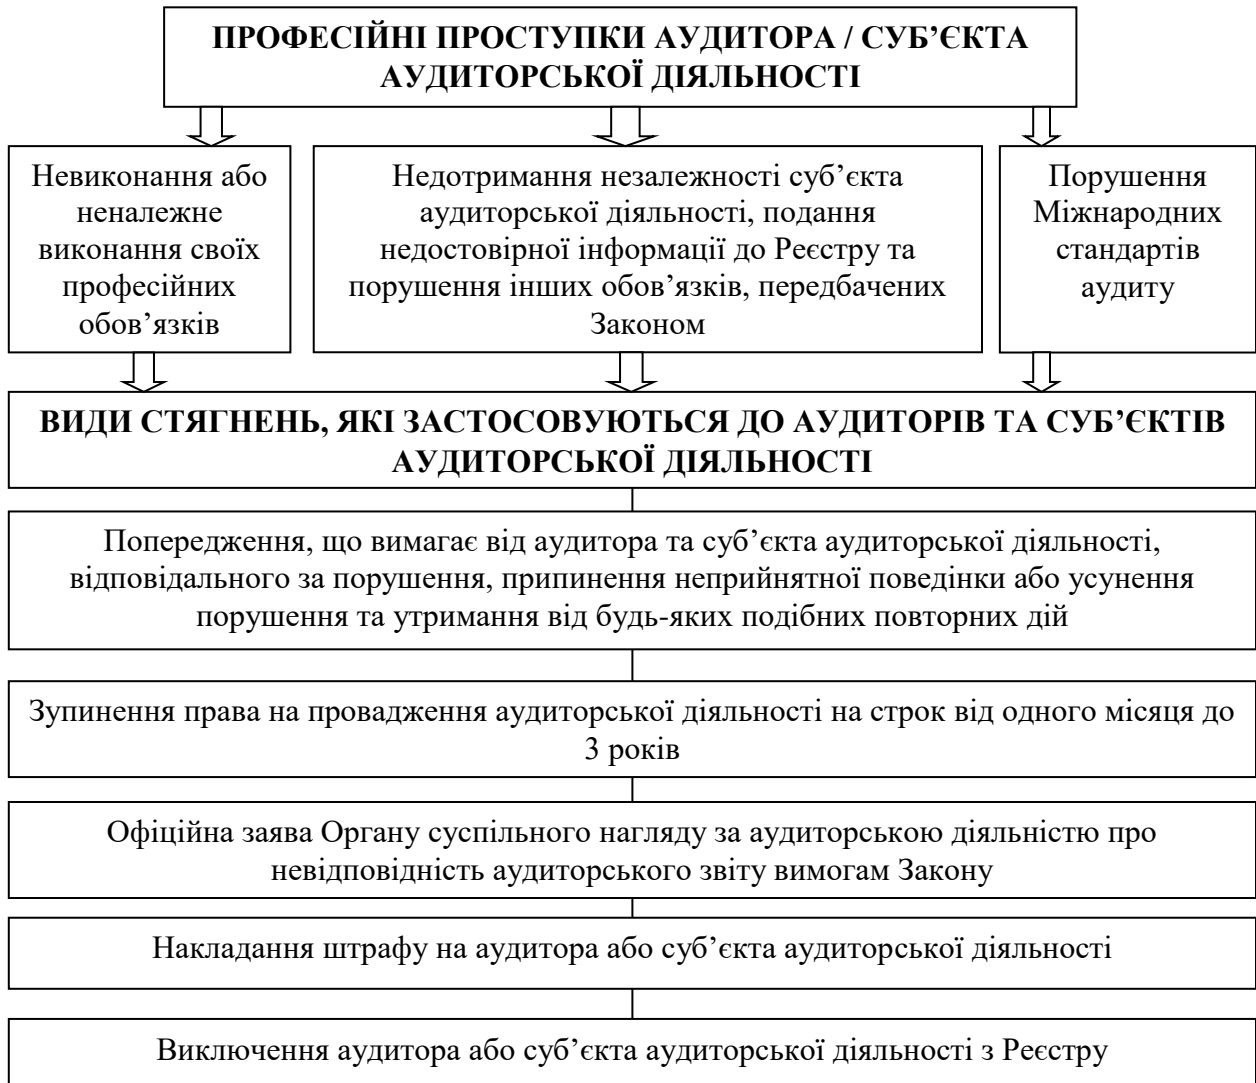 ПРОФЕСІЙНІ ПРОСТУПКИ АУДИТОРА / СУБ’ЄКТА
АУДИТОРСЬКОЇ ДІЯЛЬНОСТІ
Невиконання або
неналежне
виконання своїх
професійних
обов’язків
Недотримання незалежності суб’єкта
аудиторської діяльності, подання
недостовірної інформації до Реєстру та
порушення інших обов’язків, передбачених
Законом
Порушення
Міжнародних
стандартів
аудиту
ВИДИ СТЯГНЕНЬ, ЯКІ ЗАСТОСОВУЮТЬСЯ ДО АУДИТОРІВ ТА СУБ’ЄКТІВ
АУДИТОРСЬКОЇ ДІЯЛЬНОСТІ
Попередження, що вимагає від аудитора та суб’єкта аудиторської діяльності,
відповідального за порушення, припинення неприйнятної поведінки або усунення
порушення та утримання від будь-яких подібних повторних дій
Зупинення права на провадження аудиторської діяльності на строк від одного місяця до
3 років
Офіційна заява Органу суспільного нагляду за аудиторською діяльністю про
невідповідність аудиторського звіту вимогам Закону
Накладання штрафу на аудитора або суб’єкта аудиторської діяльності
Виключення аудитора або суб’єкта аудиторської діяльності з Реєстру